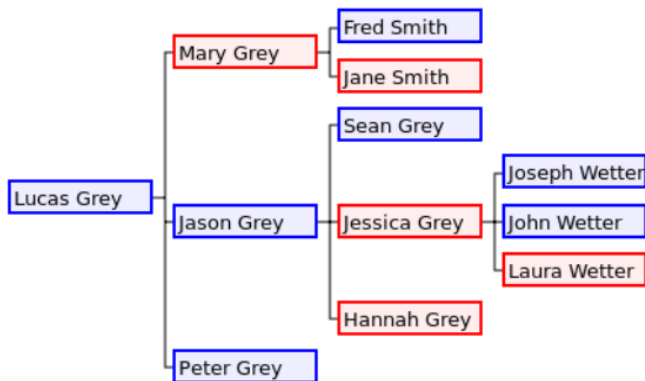 Fred Smith
Mary Grey
Jane Smith
Sean Grey
Joseph Wetter
Lucas Grey
Jason Grey
Jessica Grey
John Wetter
Laura Wetter
Hannah Grey
Peter Grey